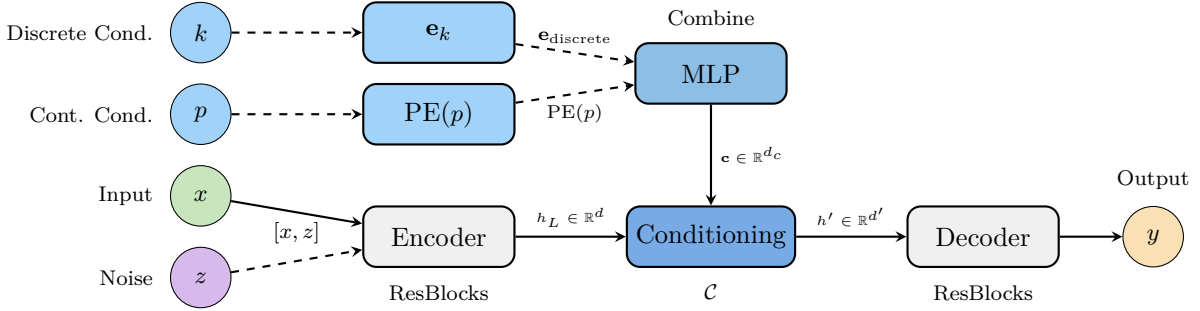 Combine
Discrete Cond.
k
e_k
e_discrete
MLP
Cont. Cond.
p
PE(p)
PE(p)
c ∈ ℝ^{d_c}
Input
x
[x, z]
Encoder
h_L ∈ ℝ^d
Conditioning
h′ ∈ ℝ^{d′}
Decoder
Output
y
Noise
z
ResBlocks
𝒞
ResBlocks